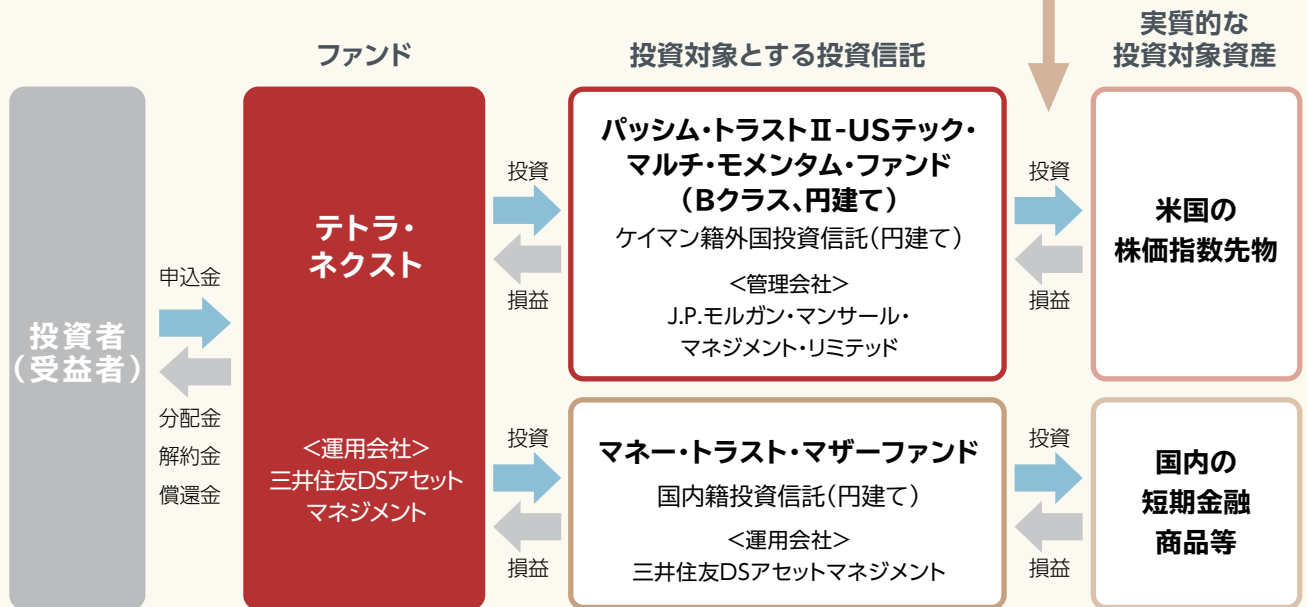 ファンド
投資対象とする投資信託
実質的な
投資対象資産
投資者
(受益者)
申込金
分配金
解約金
償還金
テトラ・
ネクスト
<運用会社>
三井住友DSアセット
マネジメント
投資
損益
パッシム・トラストⅡ-USテック・
マルチ・モメンタム・ファンド
(Bクラス、円建て)
ケイマン籍外国投資信託(円建て)
<管理会社>
J.P.モルガン・マンサール・
マネジメント・リミテッド
投資
損益
米国の
株価指数先物
投資
損益
マネー・トラスト・マザーファンド
国内籍投資信託(円建て)
<運用会社>
三井住友DSアセットマネジメント
投資
損益
国内の
短期金融
商品等